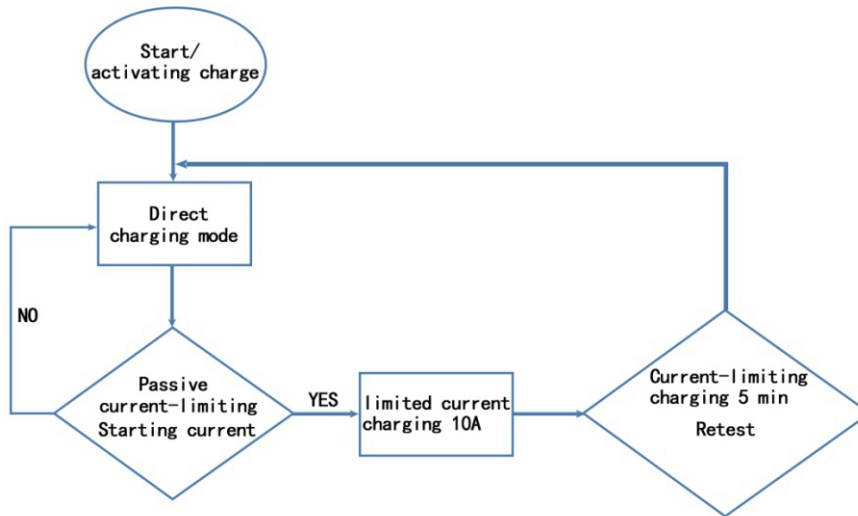 Start/
activating charge
Direct
charging mode
NO
Passive
current-limiting
Starting current
YES
limited current
charging 10A
Current-limiting
charging 5 min
Retest